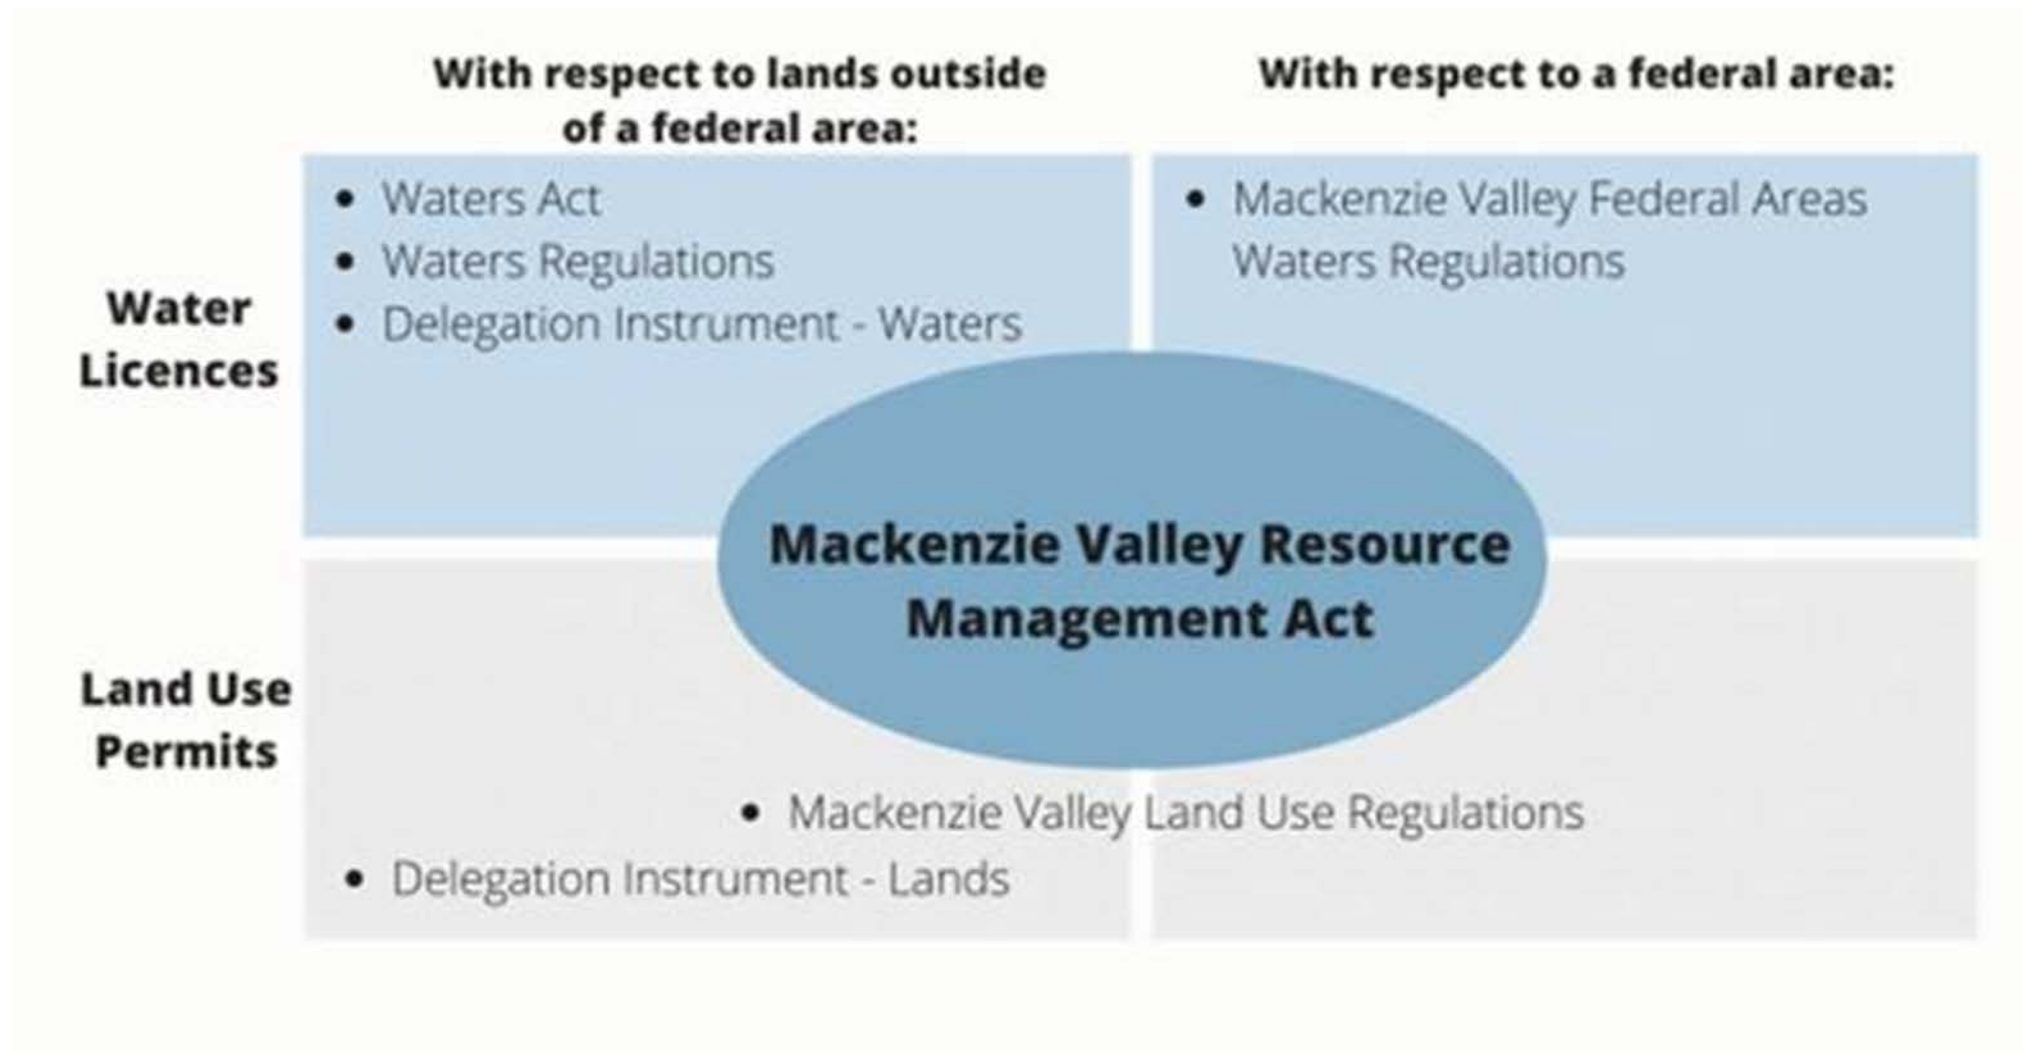 With respect to lands outside
of a federal area:
With respect to a federal area:
Water
Licences
• Waters Act
• Waters Regulations
• Delegation Instrument - Waters
• Mackenzie Valley Federal Areas
Waters Regulations
Mackenzie Valley Resource
Management Act
Land Use
Permits
• Mackenzie Valley Land Use Regulations
• Delegation Instrument - Lands